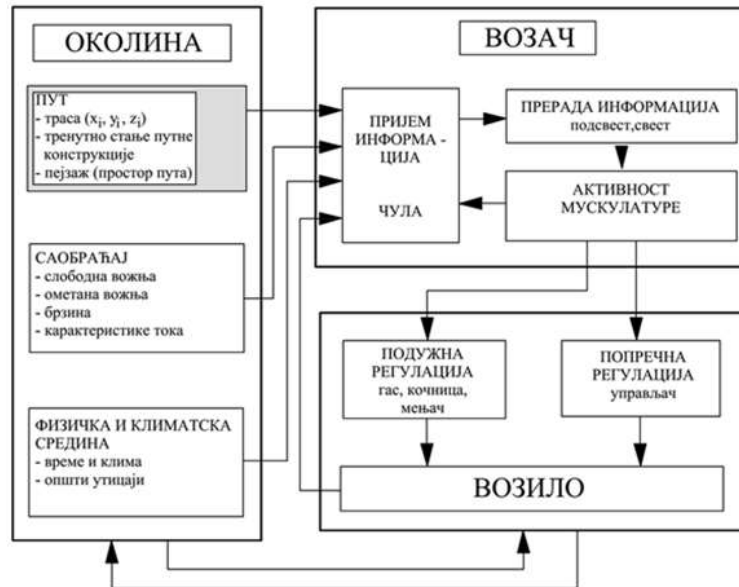 ОКОЛИНА
ПУТ
- траса (xi, yi, zi)
- тренутно стање путне
конструкције
- пејзаж (простор пута)
САОБРАЋАЈ
- слободна вожња
- ометана вожња
- брзина
- карактеристике тока
ФИЗИЧКА И КЛИМАТСКА
СРЕДИНА
- време и клима
- општи утицаји
ВОЗАЧ
ПРИЈЕМ
ИНФОРМА -
ЦИЈА
ЧУЛА
ПРЕРАДА ИНФОРМАЦИЈА
подсвест,свест
АКТИВНОСТ
МУСКУЛАТУРЕ
ПОДУЖНА
РЕГУЛАЦИЈА
гас, кочница,
мењач
ПОПРЕЧНА
РЕГУЛАЦИЈА
управљач
ВОЗИЛО